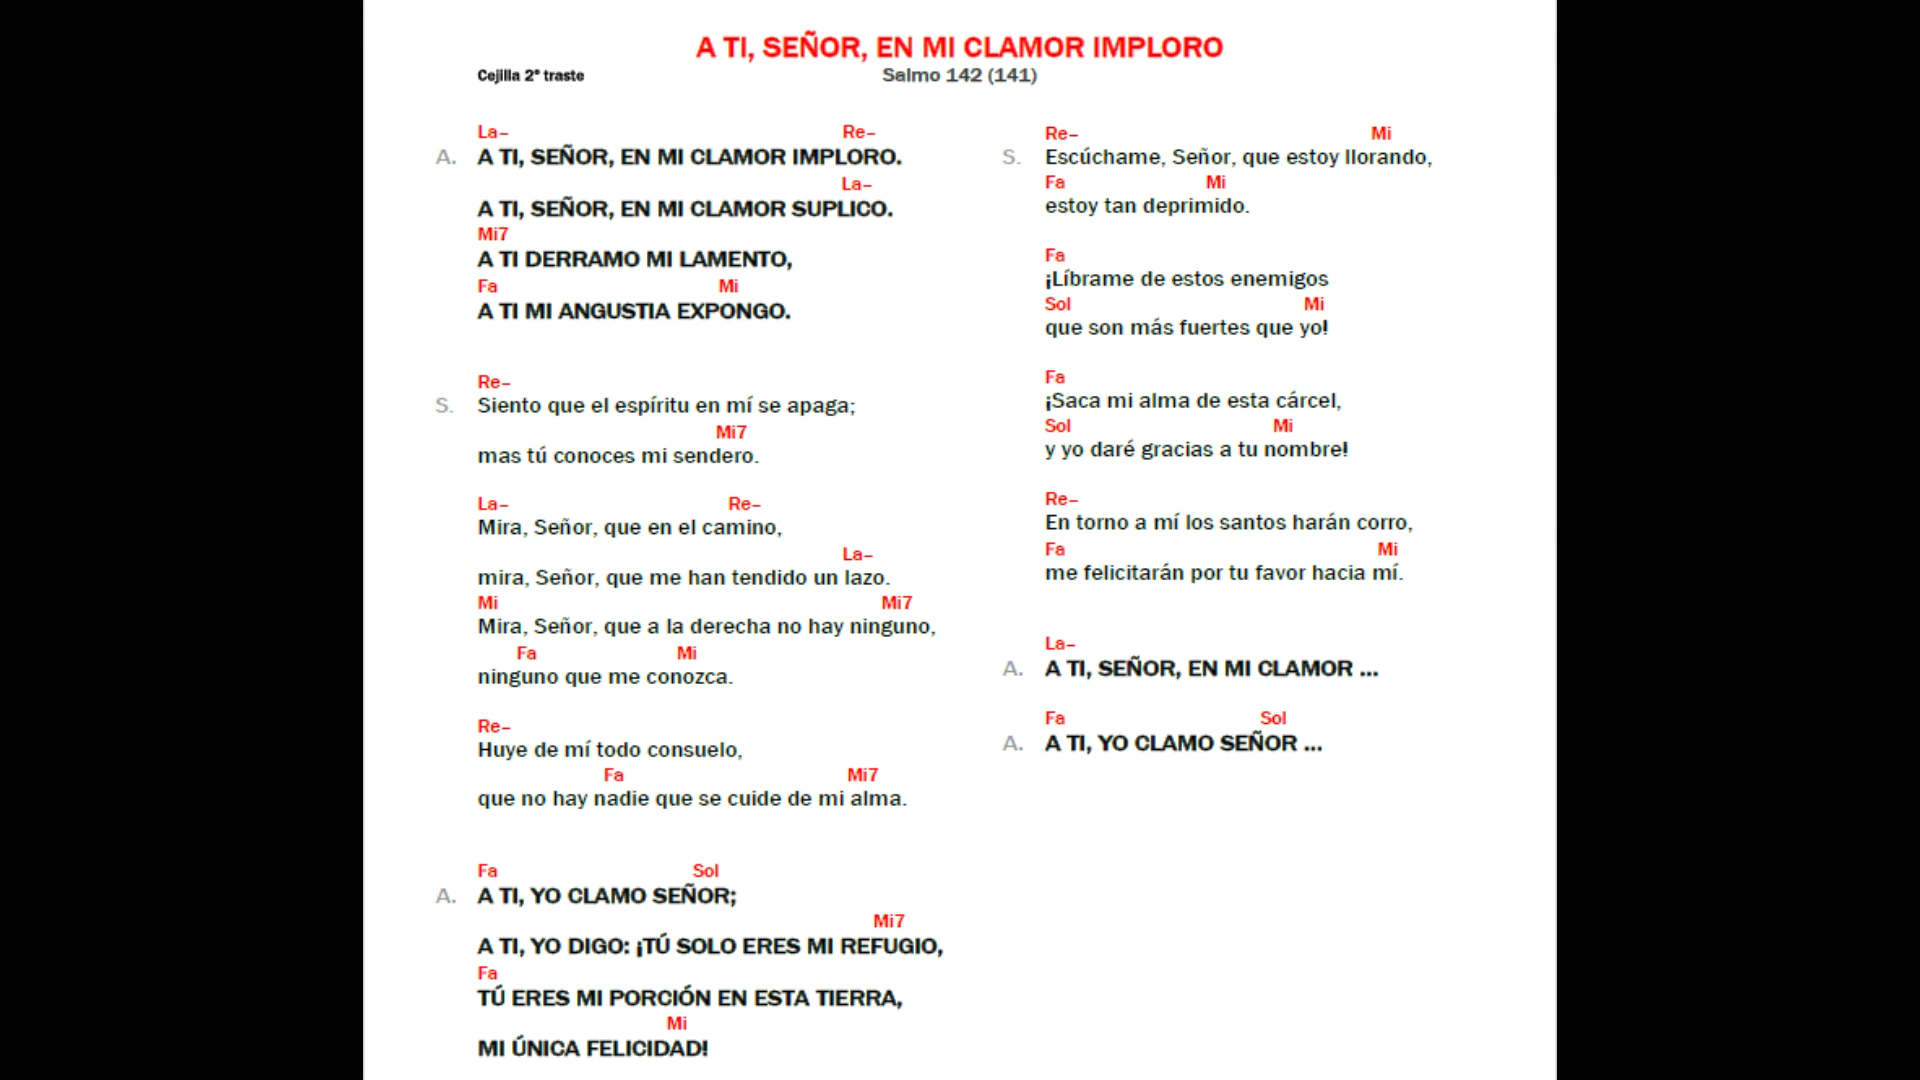 A TI, SEÑOR, EN MI CLAMOR IMPLORO
Cejilla 2º traste
Salmo 142 (141)
La– Re–
A. A TI, SEÑOR, EN MI CLAMOR IMPLORO.
La–
A TI, SEÑOR, EN MI CLAMOR SUPLICO.
Mi7
A TI DERRAMO MI LAMENTO,
Fa Mi
A TI MI ANGUSTIA EXPONGO.
Re–
S. Siento que el espíritu en mí se apaga;
Mi7
mas tú conoces mi sendero.
La– Re–
Mira, Señor, que en el camino,
La–
mira, Señor, que me han tendido un lazo.
Mi Mi7
Mira, Señor, que a la derecha no hay ninguno,
Fa Mi
ninguno que me conozca.
Re–
Huye de mí todo consuelo,
Fa Mi7
que no hay nadie que se cuide de mi alma.
Fa Sol
A. A TI, YO CLAMO SEÑOR;
Mi7
A TI, YO DIGO: ¡TÚ SOLO ERES MI REFUGIO,
Fa
TÚ ERES MI PORCIÓN EN ESTA TIERRA,
Mi
MI ÚNICA FELICIDAD!
Re– Mi
S. Escúchame, Señor, que estoy llorando,
Fa Mi
estoy tan deprimido.
Fa
¡Líbrame de estos enemigos
Sol Mi
que son más fuertes que yo!
Fa
¡Saca mi alma de esta cárcel,
Sol Mi
y yo daré gracias a tu nombre!
Re–
En torno a mí los santos harán corro,
Fa Mi
me felicitarán por tu favor hacia mí.
La–
A. A TI, SEÑOR, EN MI CLAMOR ...
Fa Sol
A. A TI, YO CLAMO SEÑOR ...